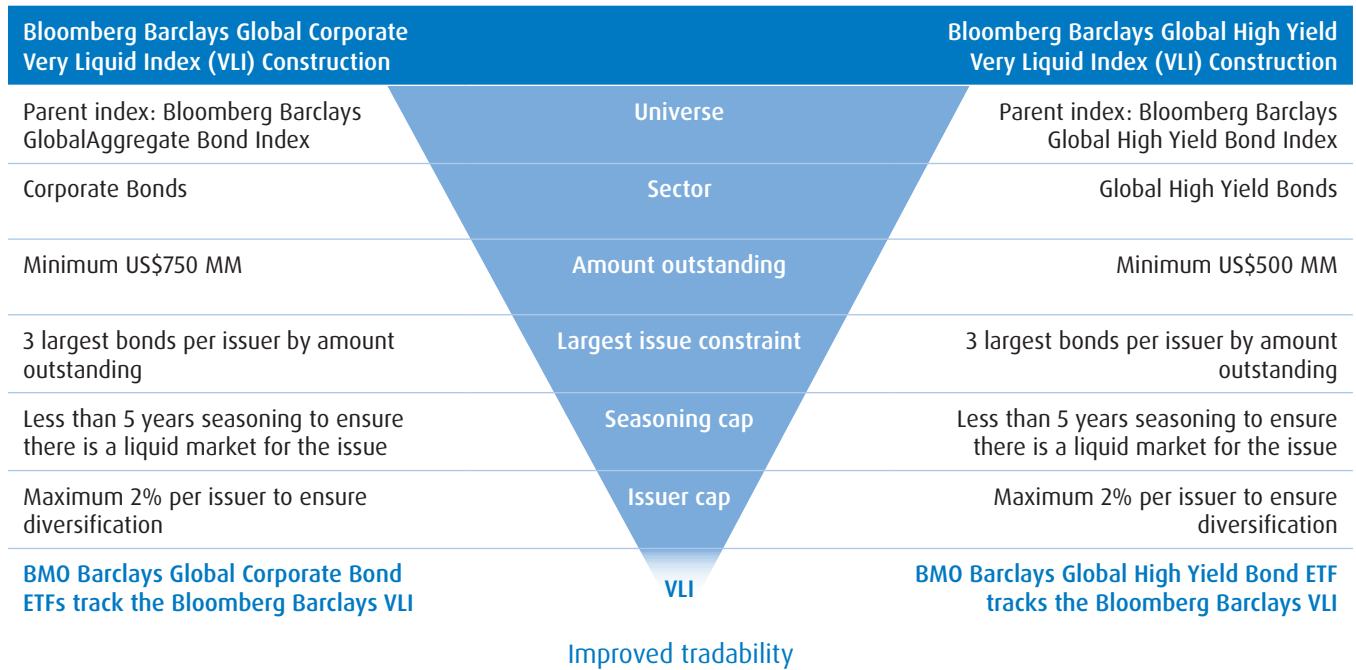 Bloomberg Barclays Global Corporate
Very Liquid Index (VLI) Construction
Bloomberg Barclays Global High Yield
Very Liquid Index (VLI) Construction
Parent index: Bloomberg Barclays
GlobalAggregate Bond Index
Universe
Parent index: Bloomberg Barclays
Global High Yield Bond Index
Corporate Bonds
Sector
Global High Yield Bonds
Minimum US$750 MM
Amount outstanding
Minimum US$500 MM
3 largest bonds per issuer by amount
outstanding
Largest issue constraint
3 largest bonds per issuer by amount
outstanding
Less than 5 years seasoning to ensure
there is a liquid market for the issue
Seasoning cap
Less than 5 years seasoning to ensure
there is a liquid market for the issue
Maximum 2% per issuer to ensure
diversification
Issuer cap
Maximum 2% per issuer to ensure
diversification
BMO Barclays Global Corporate Bond
ETFs track the Bloomberg Barclays VLI
VLI
BMO Barclays Global High Yield Bond ETF
tracks the Bloomberg Barclays VLI
Improved tradability